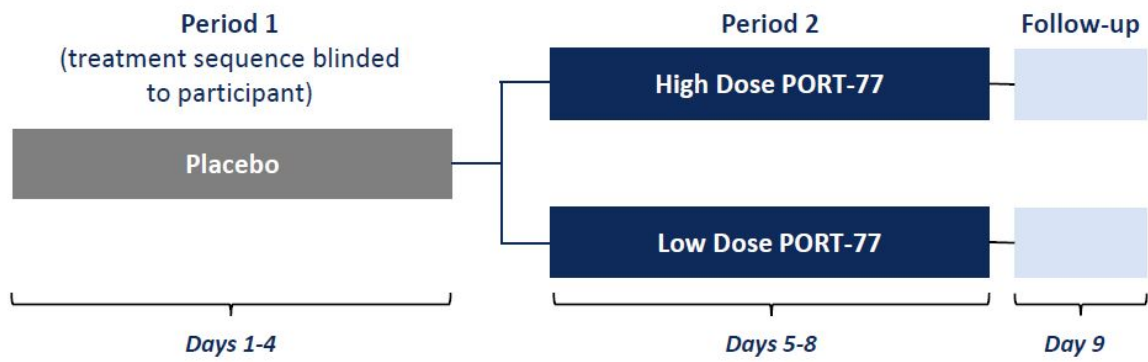 Period 1
(treatment sequence blinded
to participant)
Placebo
Period 2
High Dose PORT-77
Low Dose PORT-77
Follow-up
Days 1-4
Days 5-8
Day 9